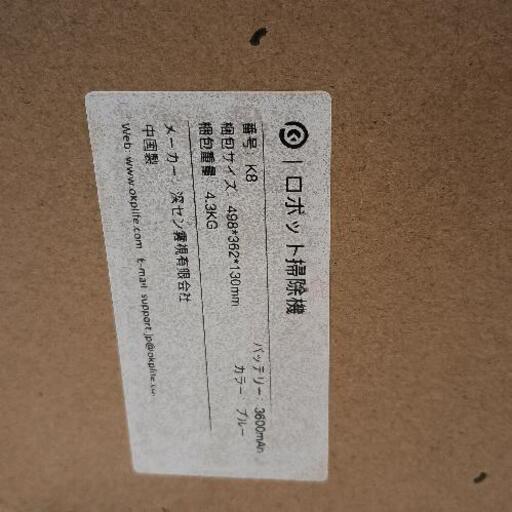 ロボット掃除機
番号: K8
バッテリー: 3600mAh
梱包サイズ: 498*362*130mm
カラー: ブルー
梱包重量: 4.3KG
メーカー: 深セン靈視有限会社
中国製
Web: www.okplife.com E-mail: support.jp@okplife.co